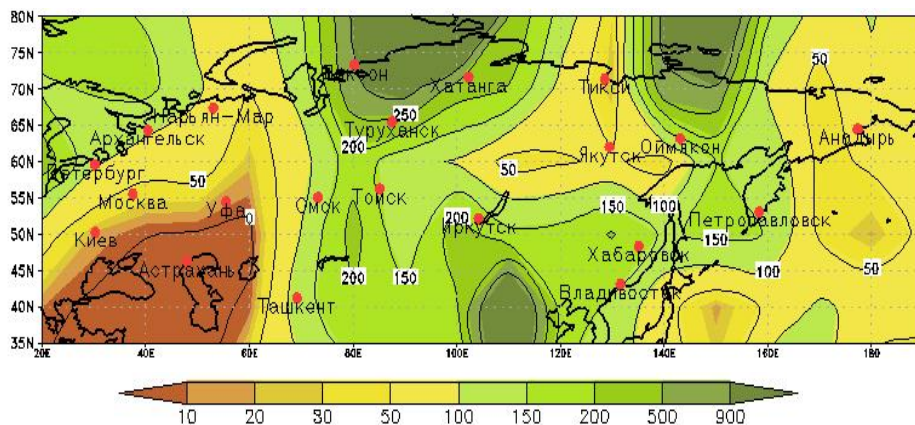 80N
75N
70N
65N
60N
55N
50N
45N
40N
35N
Диксон
Хатанга
Тикси
50
Нарьян-Мар
250
Туруханск
Архангельск
200
Оймякон
Анадырь
Петербург
50
50
Якутск
Москва
Уфа
0
Омск
Томск
150
100
Петропавловск
Киев
200
Иркутск
150
Хабаровск
Астрахань
200
150
100
50
Ташкент
Владивосток
20E
40E
60E
80E
100E
120E
140E
160E
180
10 20 30 50 100 150 200 500 900